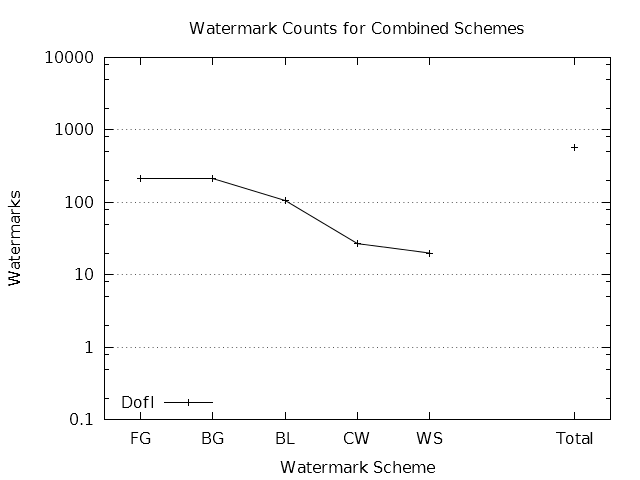 Watermark Counts for Combined Schemes
10000
1000
100
10
1
0.1
Watermarks
Dofl
FG BG BL CW WS Total
Watermark Scheme